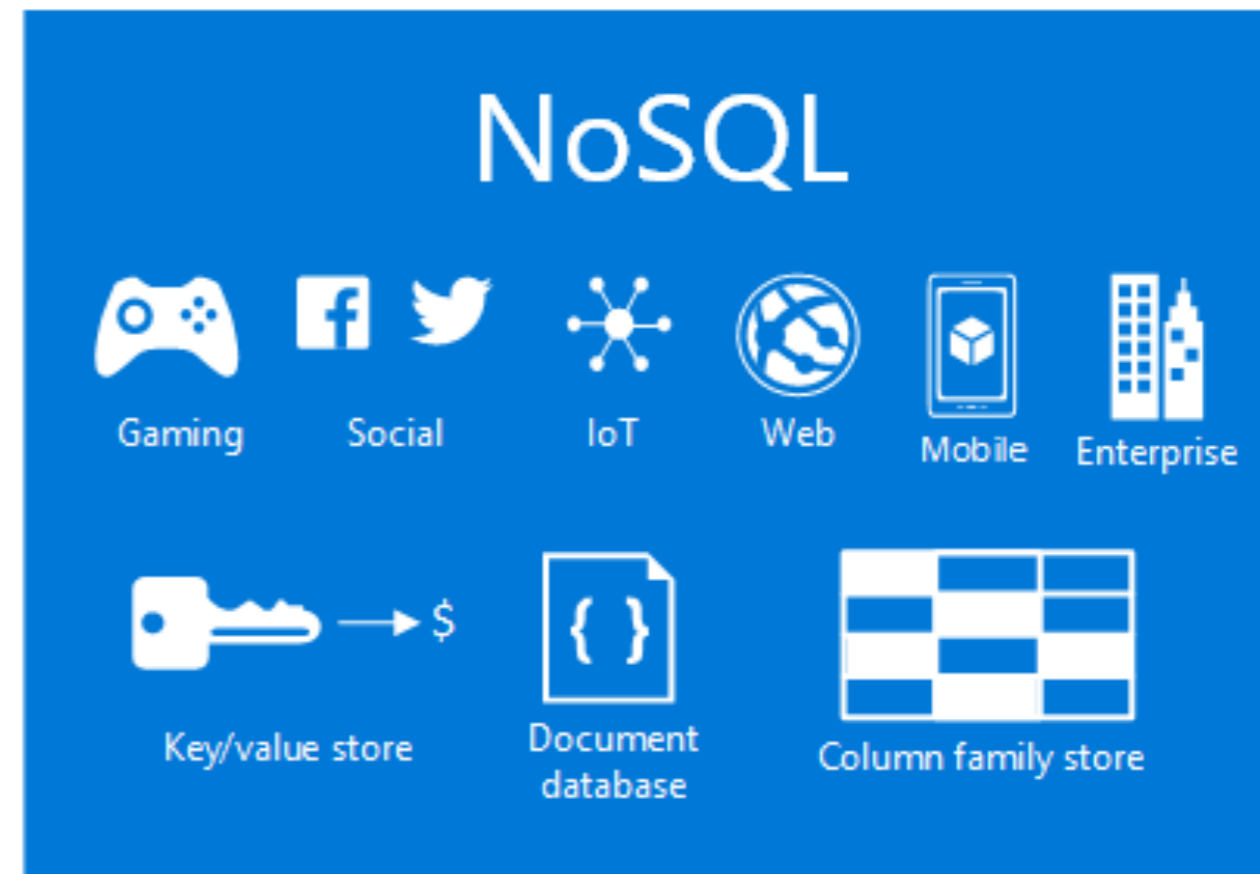 NoSQL
Gaming
Social
IoT
Web
Mobile
Enterprise
$
{ }
Key/value store
Document
database
Column family store